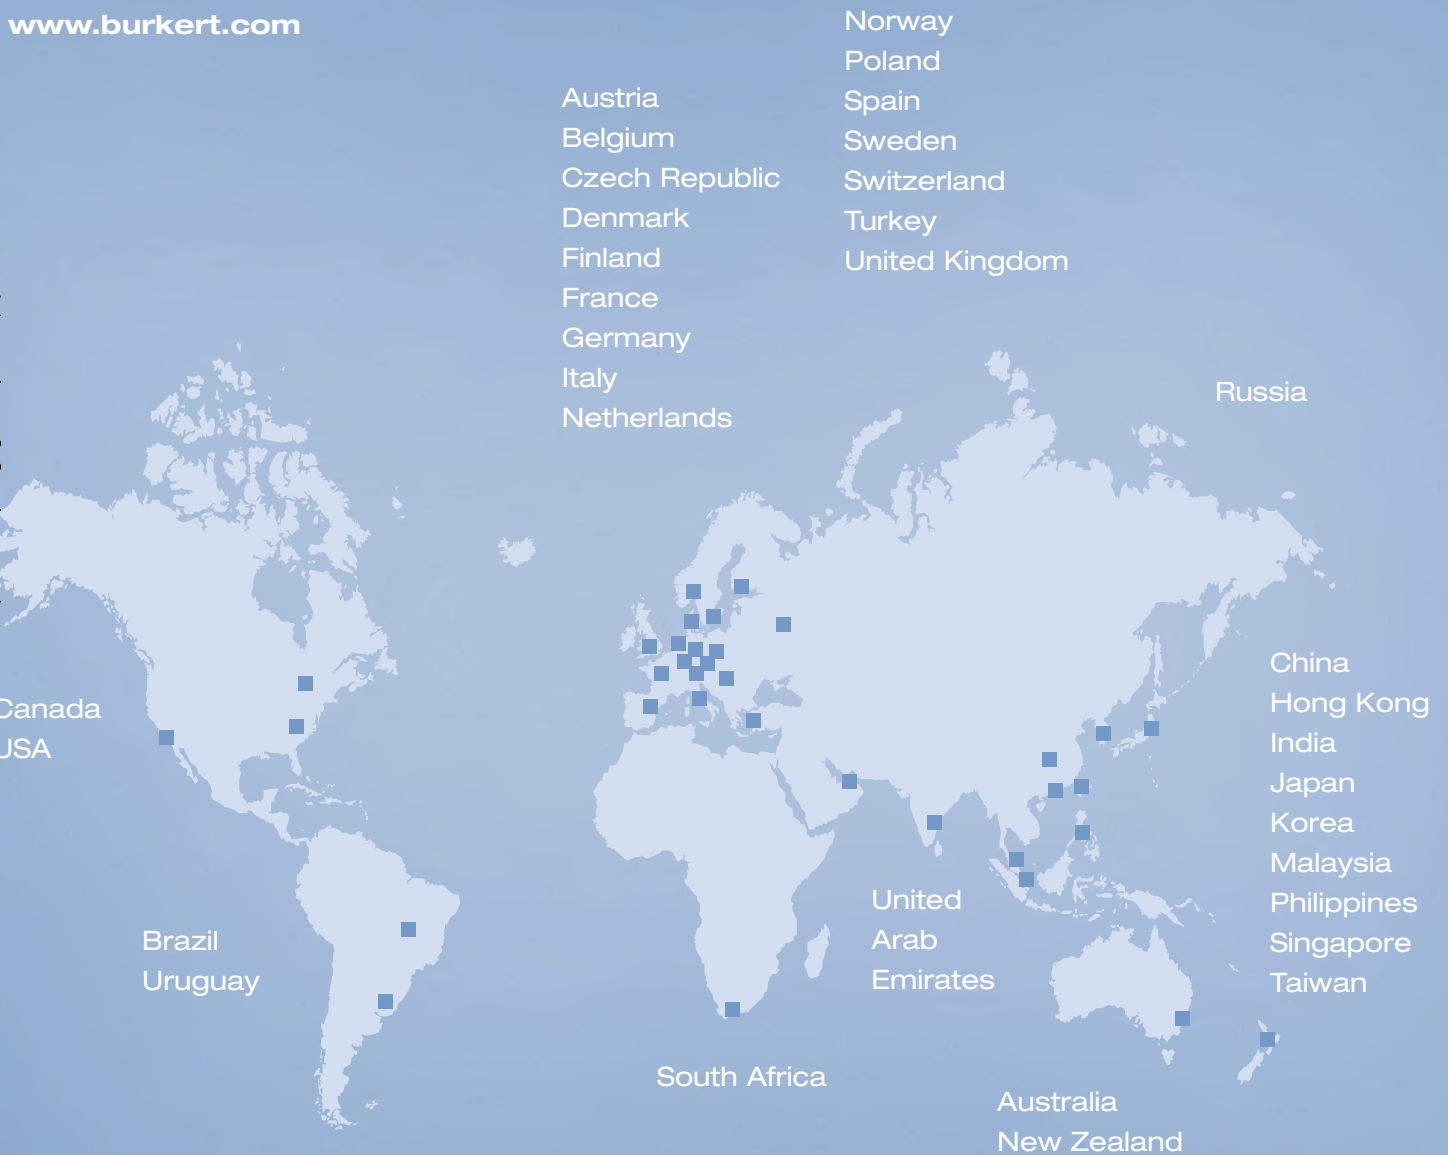 www.burkert.com
Austria
Belgium
Czech Republic
Denmark
Finland
France
Germany
Italy
Netherlands
Norway
Poland
Spain
Sweden
Switzerland
Turkey
United Kingdom
Russia
Canada
USA
China
Hong Kong
India
Japan
Korea
Malaysia
Philippines
Singapore
Taiwan
Brazil
Uruguay
United
Arab
Emirates
South Africa
Australia
New Zealand